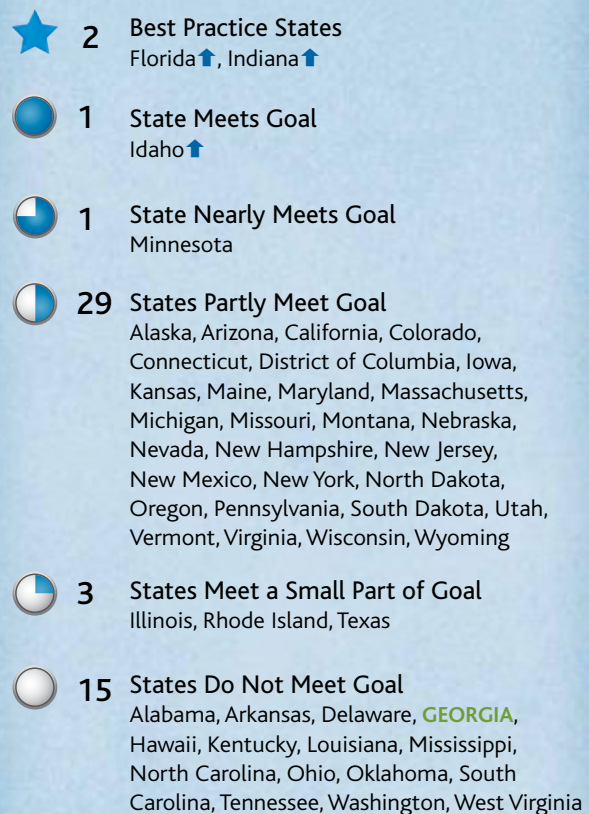 2 Best Practice States
Florida⬆, Indiana⬆
1 State Meets Goal
Idaho⬆
1 State Nearly Meets Goal
Minnesota
29 States Partly Meet Goal
Alaska, Arizona, California, Colorado,
Connecticut, District of Columbia, Iowa,
Kansas, Maine, Maryland, Massachusetts,
Michigan, Missouri, Montana, Nebraska,
Nevada, New Hampshire, New Jersey,
New Mexico, New York, North Dakota,
Oregon, Pennsylvania, South Dakota, Utah,
Vermont, Virginia, Wisconsin, Wyoming
3 States Meet a Small Part of Goal
Illinois, Rhode Island, Texas
15 States Do Not Meet Goal
Alabama, Arkansas, Delaware, GEORGIA,
Hawaii, Kentucky, Louisiana, Mississippi,
North Carolina, Ohio, Oklahoma, South
Carolina, Tennessee, Washington, West Virginia